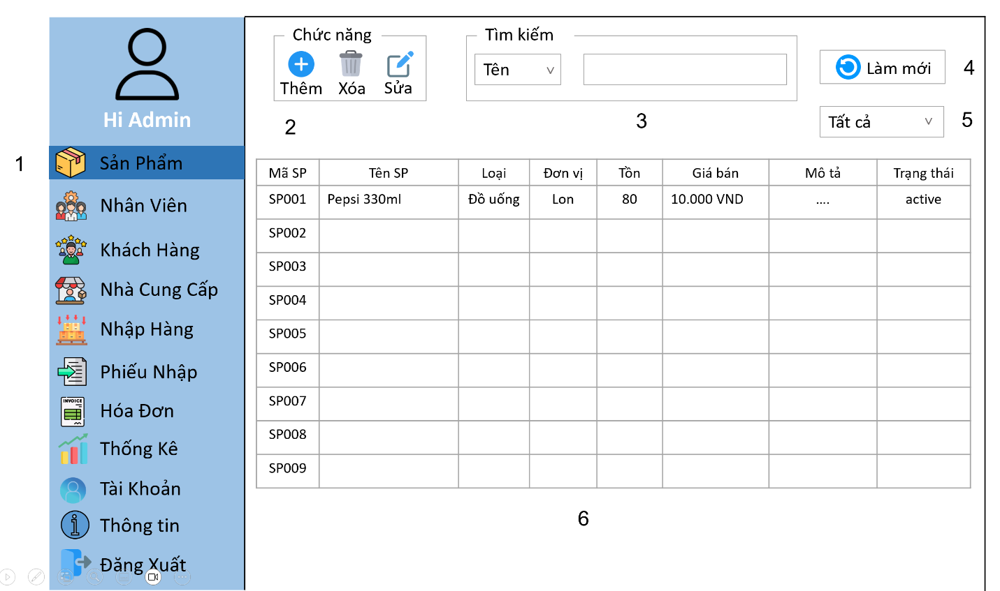 Hi Admin
1
Sản Phẩm
Nhân Viên
Khách Hàng
Nhà Cung Cấp
Nhập Hàng
Phiếu Nhập
INVOICE
Hóa Đơn
Thống Kê
Tài Khoản
Thông tin
Đăng Xuất
Chức năng
Thêm Xóa Sửa
2
Tìm kiếm
Tên
3
Làm mới
4
Tất cả
5
Mã SP Tên SP Loại Đơn vị Tồn Giá bán Mô tả Trạng thái
SP001 Pepsi 330ml Đồ uống Lon 80 10.000 VND .... active
SP002
SP003
SP004
SP005
SP006
SP007
SP008
SP009
6